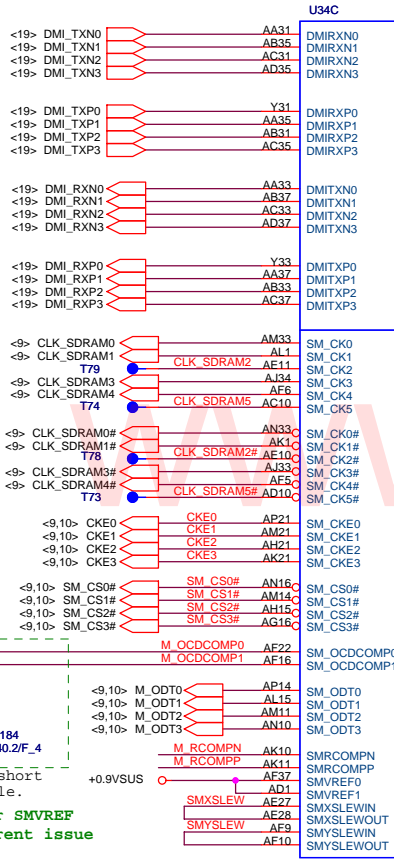 U34C
<19> DMI_TXN0 AA31 DMIRXN0
<19> DMI_TXN1 AB35 DMIRXN1
<19> DMI_TXN2 AC31 DMIRXN2
<19> DMI_TXN3 AD35 DMIRXN3
<19> DMI_TXP0 Y31 DMIRXP0
<19> DMI_TXP1 AA35 DMIRXP1
<19> DMI_TXP2 AB31 DMIRXP2
<19> DMI_TXP3 AC35 DMIRXP3
<19> DMI_RXN0 AA33 DMITXN0
<19> DMI_RXN1 AB37 DMITXN1
<19> DMI_RXN2 AC33 DMITXN2
<19> DMI_RXN3 AD37 DMITXN3
<19> DMI_RXP0 Y33 DMITXP0
<19> DMI_RXP1 AA37 DMITXP1
<19> DMI_RXP2 AB33 DMITXP2
<19> DMI_RXP3 AC37 DMITXP3
<9> CLK_SDRAM0 AM33 SM_CK0
<9> CLK_SDRAM1 AL1 SM_CK1
T79 CLK_SDRAM2 AE11 SM_CK2
<9> CLK_SDRAM3 AJ34 SM_CK3
<9> CLK_SDRAM4 AF6 SM_CK4
T74 CLK_SDRAM5 AC10 SM_CK5
<9> CLK_SDRAM0# AN33 SM_CK0#
<9> CLK_SDRAM1# AK1 SM_CK1#
T78 CLK_SDRAM2# AE10 SM_CK2#
<9> CLK_SDRAM3# AJ33 SM_CK3#
<9> CLK_SDRAM4# AF5 SM_CK4#
T73 CLK_SDRAM5# AD10 SM_CK5#
<9,10> CKE0 CKE0 AP21 SM_CKE0
<9,10> CKE1 CKE1 AM21 SM_CKE1
<9,10> CKE2 CKE2 AH21 SM_CKE2
<9,10> CKE3 CKE3 AK21 SM_CKE3
<9,10> SM_CS0# SM_CS0# AN16 SM_CS0#
<9,10> SM_CS1# SM_CS1# AM14 SM_CS1#
<9,10> SM_CS2# SM_CS2# AH15 SM_CS2#
<9,10> SM_CS3# SM_CS3# AG16 SM_CS3#
M_OCDCOMP0 AF22 SM_OCDCOMP0
M_OCDCOMP1 AF16 SM_OCDCOMP1
<9,10> M_ODT0 AP14 SM_ODT0
<9,10> M_ODT1 AL15 SM_ODT1
<9,10> M_ODT2 AM11 SM_ODT2
<9,10> M_ODT3 AN10 SM_ODT3
184
40.2/F_4
M_RCOMPN AK10 SMRCOMPN
M_RCOMPP AK11 SMRCOMPP
short
+0.9VSUS AF37 SMVREF0
le.
AD1 SMVREF1
SMXSLEW AE27 SMXSLEWIN
r SMVREF
AE28 SMXSLEWOUT
rent issue
SMYSLEW AF9 SMYSLEWIN
AF10 SMYSLEWOUT